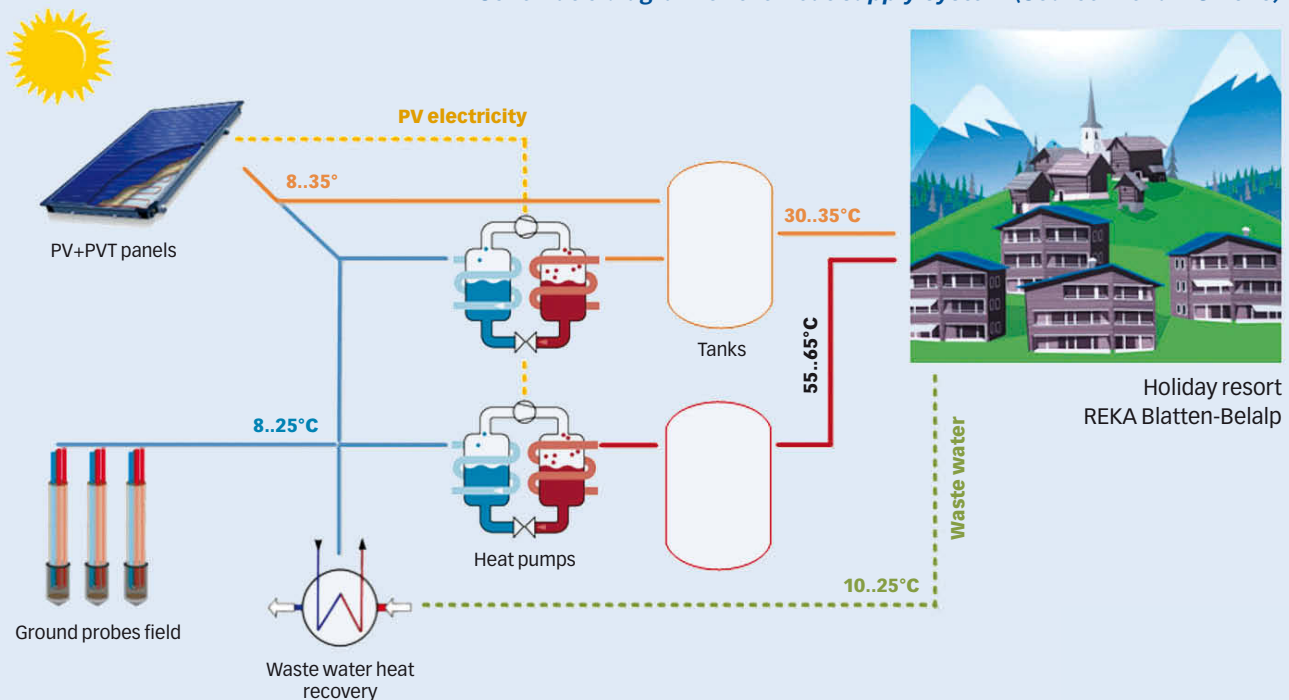 PV electricity
8..35°
PV+PVT panels
30..35°C
Tanks
55..65°C
Holiday resort
REKA Blatten-Belalp
8..25°C
Waste water
Heat pumps
10..25°C
Ground probes field
Waste water heat
recovery